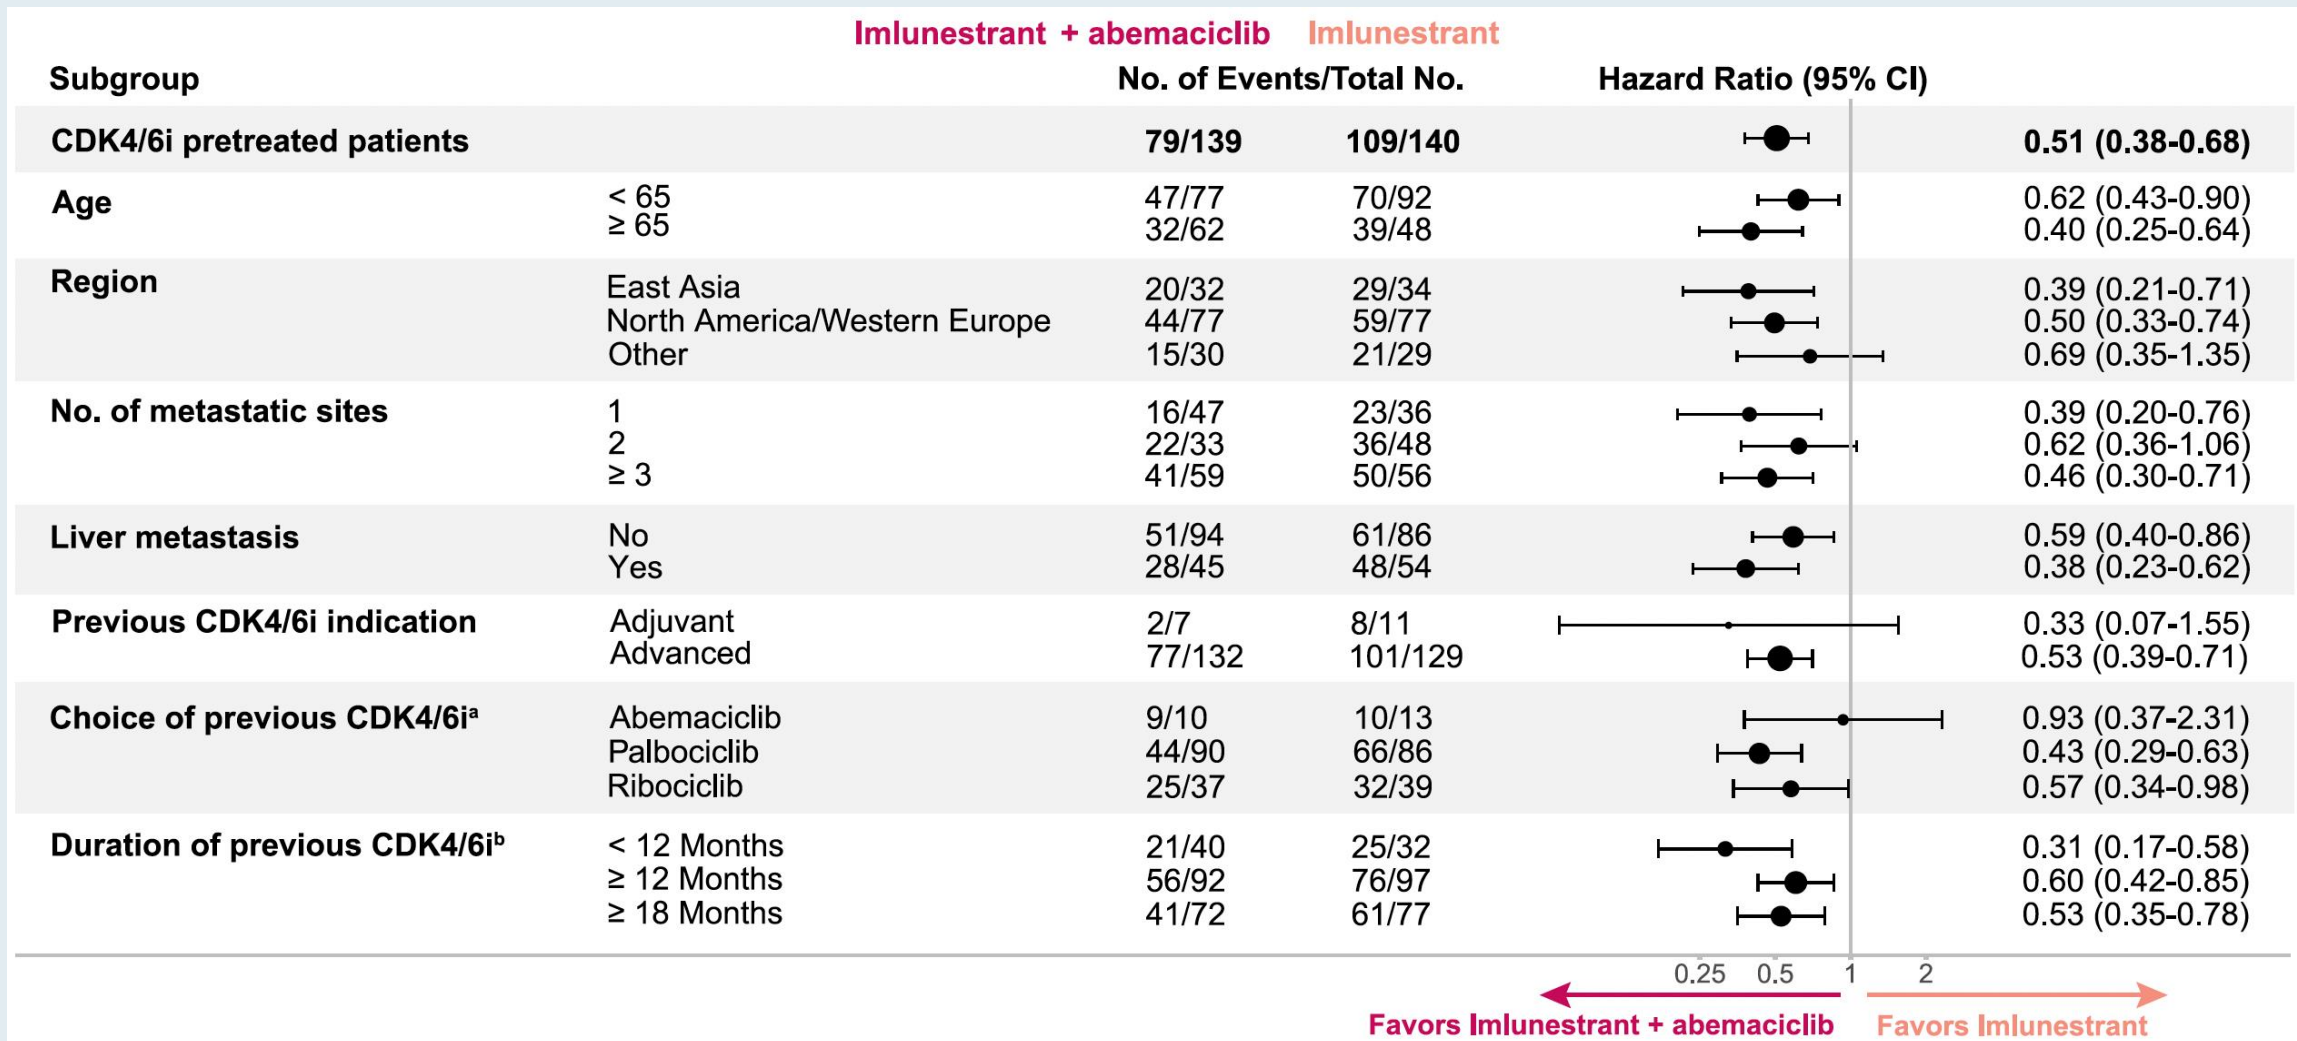 Imlunestrant + abemaciclib Imlunestrant
Subgroup No. of Events/Total No. Hazard Ratio (95% CI)
CDK4/6i pretreated patients 79/139 109/140 0.51 (0.38-0.68)
Age < 65 47/77 70/92 0.62 (0.43-0.90)
≥ 65 32/62 39/48 0.40 (0.25-0.64)
Region East Asia 20/32 29/34 0.39 (0.21-0.71)
North America/Western Europe 44/77 59/77 0.50 (0.33-0.74)
Other 15/30 21/29 0.69 (0.35-1.35)
No. of metastatic sites 1 16/47 23/36 0.39 (0.20-0.76)
2 22/33 36/48 0.62 (0.36-1.06)
≥ 3 41/59 50/56 0.46 (0.30-0.71)
Liver metastasis No 51/94 61/86 0.59 (0.40-0.86)
Yes 28/45 48/54 0.38 (0.23-0.62)
Previous CDK4/6i indication Adjuvant 2/7 8/11 0.33 (0.07-1.55)
Advanced 77/132 101/129 0.53 (0.39-0.71)
Choice of previous CDK4/6iᵃ Abemaciclib 9/10 10/13 0.93 (0.37-2.31)
Palbociclib 44/90 66/86 0.43 (0.29-0.63)
Ribociclib 25/37 32/39 0.57 (0.34-0.98)
Duration of previous CDK4/6iᵇ < 12 Months 21/40 25/32 0.31 (0.17-0.58)
≥ 12 Months 56/92 76/97 0.60 (0.42-0.85)
≥ 18 Months 41/72 61/77 0.53 (0.35-0.78)
0.25 0.5 1 2
Favors Imlunestrant + abemaciclib Favors Imlunestrant